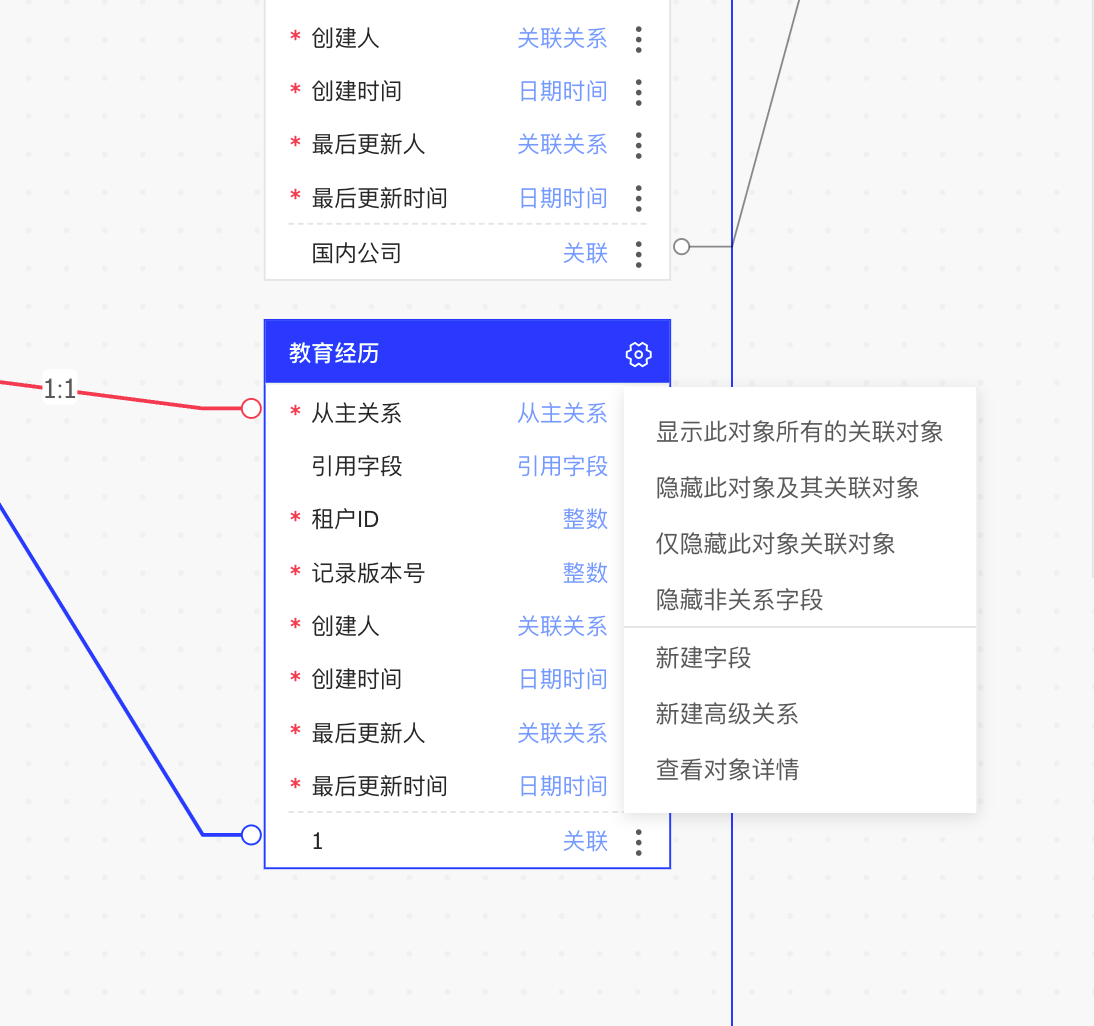 * 创建人 关联关系
* 创建时间 日期时间
* 最后更新人 关联关系
* 最后更新时间 日期时间
国内公司 关联
教育经历
1:1
* 从主关系 从主关系
引用字段 引用字段
* 租户ID 整数
* 记录版本号 整数
* 创建人 关联关系
* 创建时间 日期时间
* 最后更新人 关联关系
* 最后更新时间 日期时间
1 关联
显示此对象所有的关联对象
隐藏此对象及其关联对象
仅隐藏此对象关联对象
隐藏非关系字段
新建字段
新建高级关系
查看对象详情